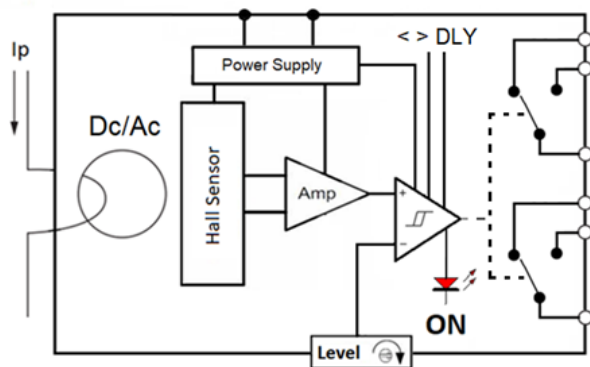 Ip
< > DLY
Power Supply
Dc/Ac
Hall Sensor
Amp
+
−
ON
Level